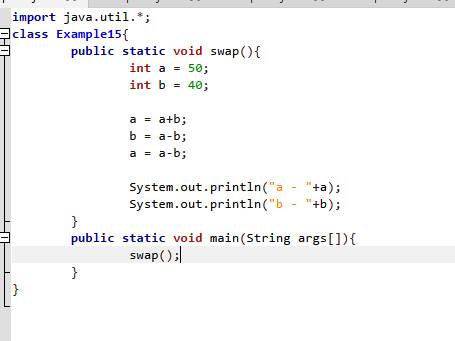 import java.util.*;
class Example15{
public static void swap(){
int a = 50;
int b = 40;
a = a+b;
b = a-b;
a = a-b;
System.out.println("a - "+a);
System.out.println("b - "+b);
}
public static void main(String args[]){
swap();
}
}